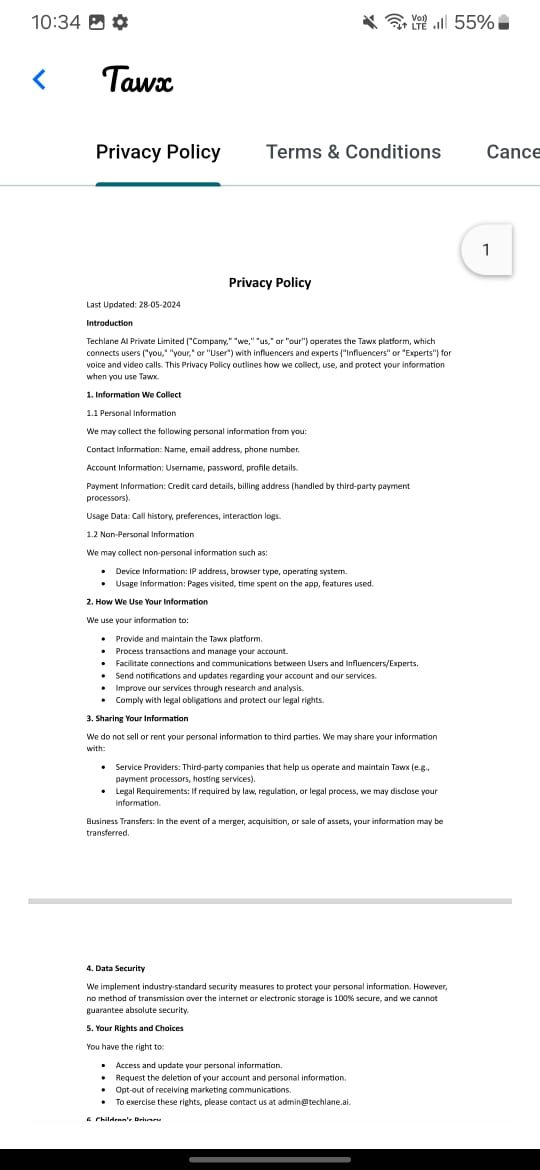 10:34 Vo) LTE 55%
Tawx
Privacy Policy Terms & Conditions Cance
1
Privacy Policy
Last Updated: 28-05-2024
Introduction
Techlane AI Private Limited ("Company," "we," "us," or "our") operates the Tawx platform, which
connects users ("you," "your," or "User") with influencers and experts ("Influencers" or "Experts") for
voice and video calls. This Privacy Policy outlines how we collect, use, and protect your information
when you use Tawx.
1. Information We Collect
1.1 Personal Information
We may collect the following personal information from you:
Contact Information: Name, email address, phone number.
Account Information: Username, password, profile details.
Payment Information: Credit card details, billing address (handled by third-party payment
processors).
Usage Data: Call history, preferences, interaction logs.
1.2 Non-Personal Information
We may collect non-personal information such as:
• Device Information: IP address, browser type, operating system.
• Usage Information: Pages visited, time spent on the app, features used.
2. How We Use Your Information
We use your information to:
• Provide and maintain the Tawx platform.
• Process transactions and manage your account.
• Facilitate connections and communications between Users and Influencers/Experts.
• Send notifications and updates regarding your account and our services.
• Improve our services through research and analysis.
• Comply with legal obligations and protect our legal rights.
3. Sharing Your Information
We do not sell or rent your personal information to third parties. We may share your information
with:
• Service Providers: Third-party companies that help us operate and maintain Tawx (e.g.,
payment processors, hosting services).
• Legal Requirements: If required by law, regulation, or legal process, we may disclose your
information.
Business Transfers: In the event of a merger, acquisition, or sale of assets, your information may be
transferred.
4. Data Security
We implement industry-standard security measures to protect your personal information. However,
no method of transmission over the internet or electronic storage is 100% secure, and we cannot
guarantee absolute security.
5. Your Rights and Choices
You have the right to:
• Access and update your personal information.
• Request the deletion of your account and personal information.
• Opt-out of receiving marketing communications.
• To exercise these rights, please contact us at admin@techlane.ai.
6. Children's Privacy